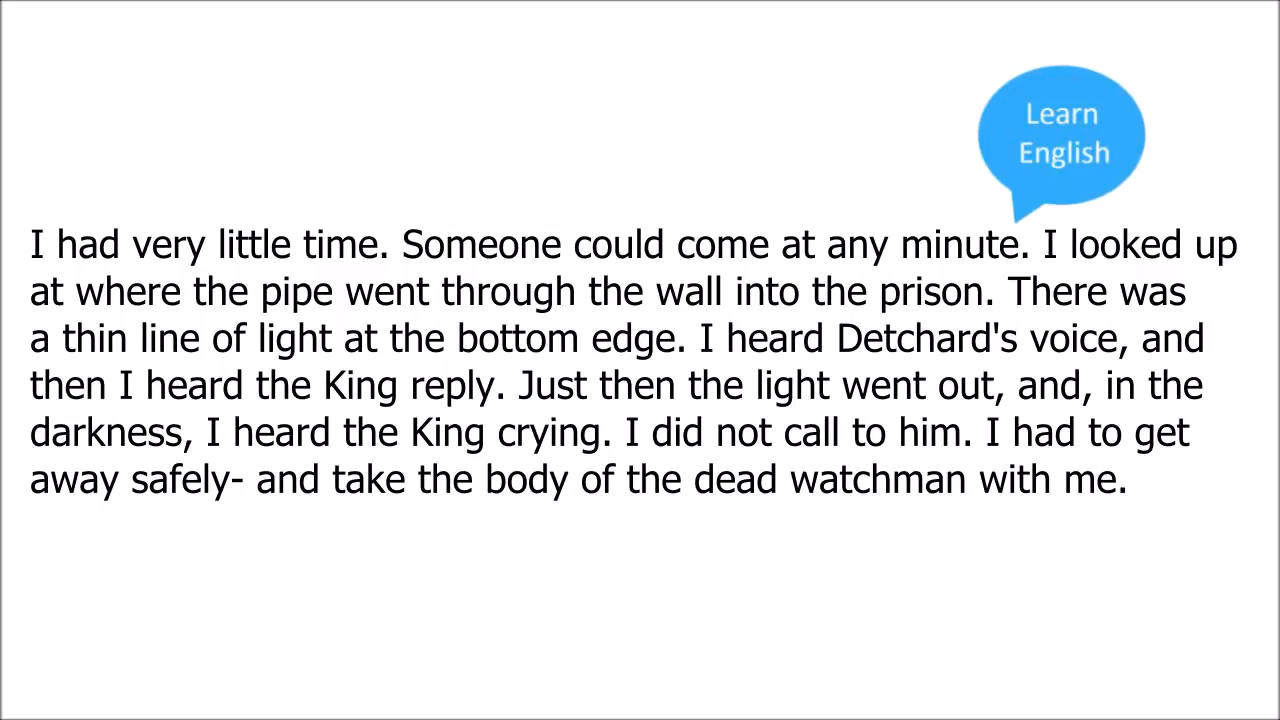 Learn
English
I had very little time. Someone could come at any minute. I looked up
at where the pipe went through the wall into the prison. There was
a thin line of light at the bottom edge. I heard Detchard's voice, and
then I heard the King reply. Just then the light went out, and, in the
darkness, I heard the King crying. I did not call to him. I had to get
away safely- and take the body of the dead watchman with me.